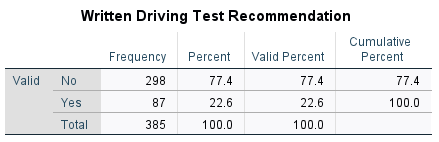 Written Driving Test Recommendation
Frequency Percent Valid Percent Cumulative Percent
Valid No 298 77.4 77.4 77.4
Yes 87 22.6 22.6 100.0
Total 385 100.0 100.0